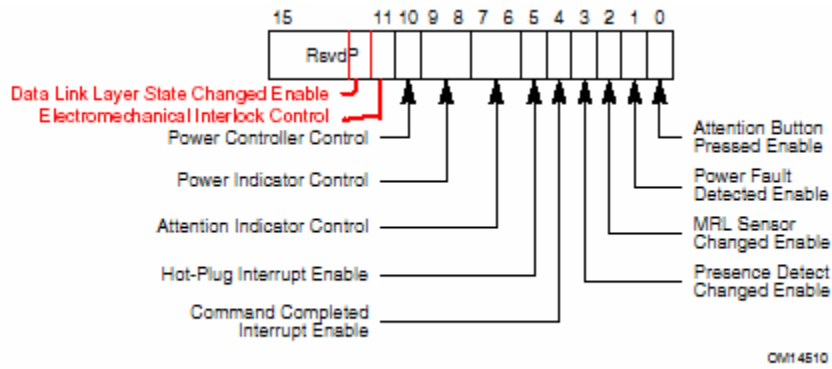 15 11 10 9 8 7 6 5 4 3 2 1 0
RsvdP
Data Link Layer State Changed Enable
Electromechanical Interlock Control
Power Controller Control
Power Indicator Control
Attention Indicator Control
Hot-Plug Interrupt Enable
Command Completed
Interrupt Enable
Attention Button
Pressed Enable
Power Fault
Detected Enable
MRL Sensor
Changed Enable
Presence Detect
Changed Enable
OM14510